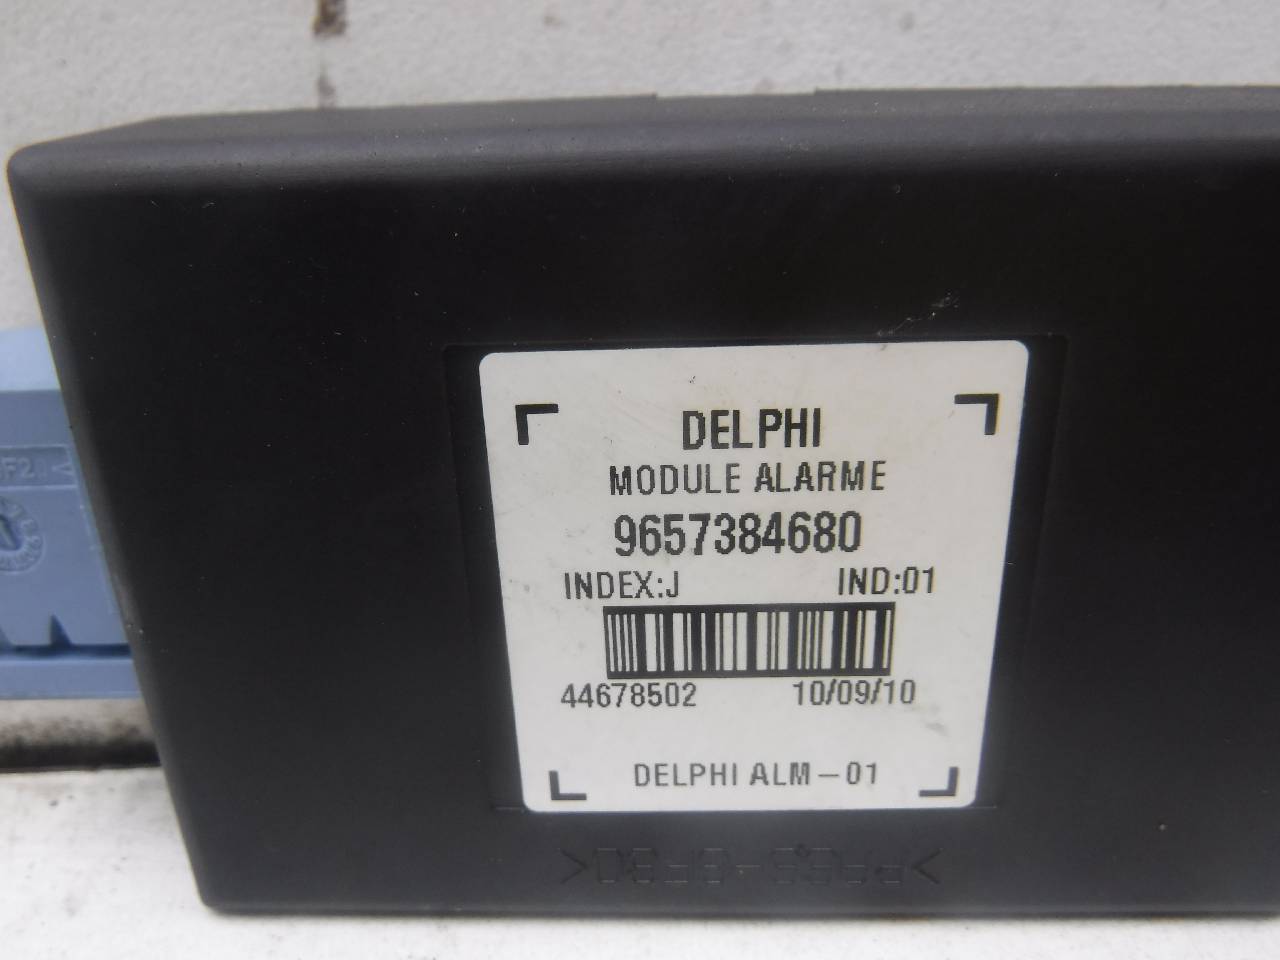 DELPHI
MODULE ALARME
9657384680
INDEX:J IND:01
44678502 10/09/10
DELPHI ALM-01